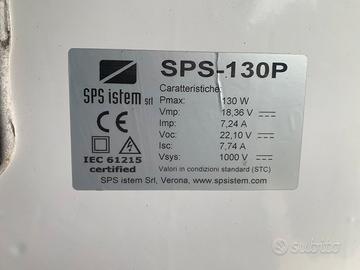 SPS istem srl
SPS-130P
Caratteristiche:
Pmax: 130 W
Vmp: 18,36 V
Imp: 7,24 A
Voc: 22,10 V
Isc: 7,74 A
Vsys: 1000 V
Valori in condizioni standard (STC)
CE
IEC 61215
certified
SPS istem Srl, Verona, www.spsistem.com
subito